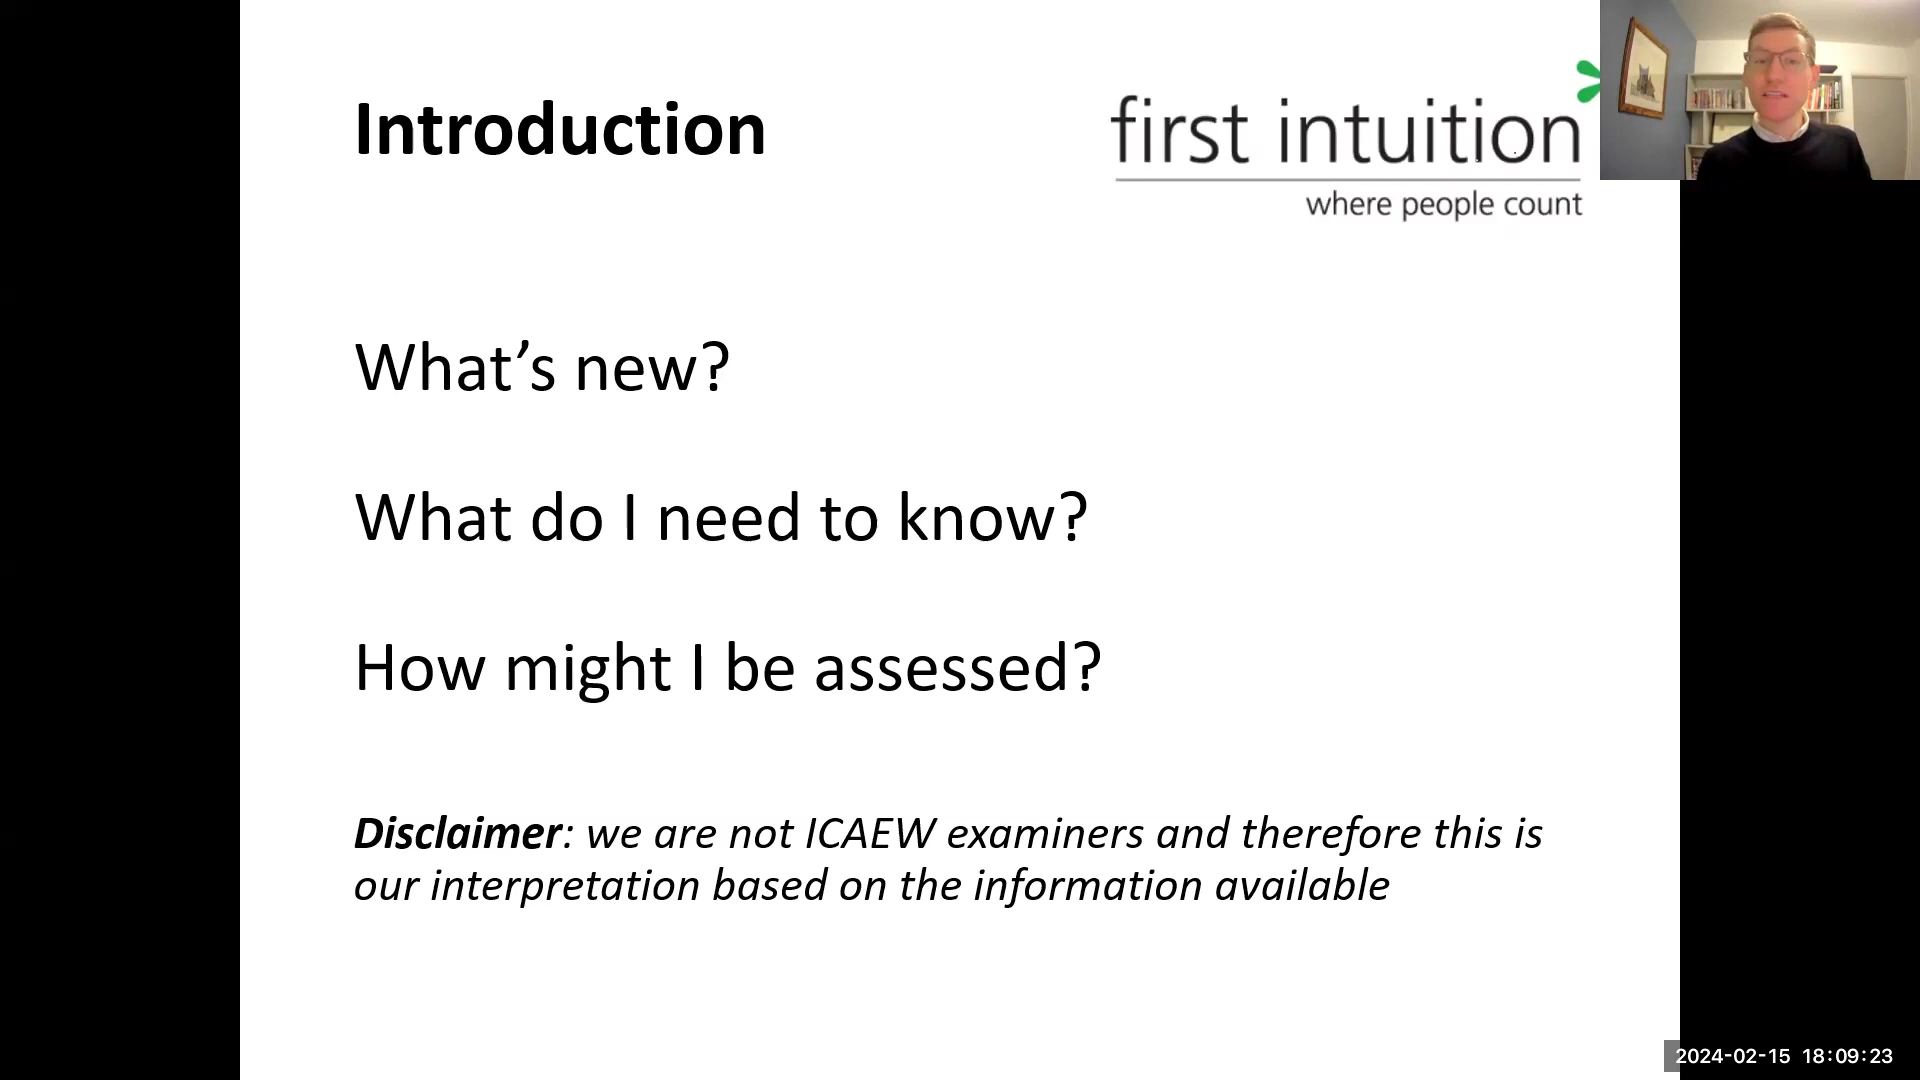 Introduction
first intuition
where people count
What’s new?
What do I need to know?
How might I be assessed?
Disclaimer: we are not ICAEW examiners and therefore this is
our interpretation based on the information available
2024-02-15 18:09:23